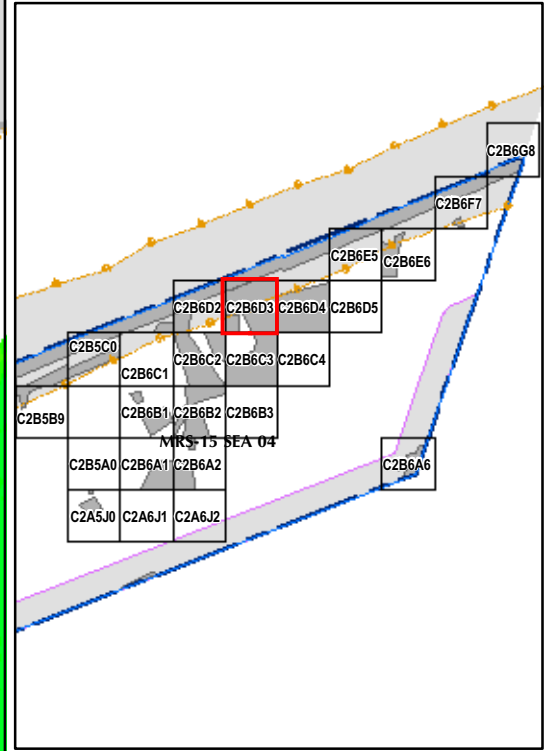 C2B6G8
C2B6F7
C2B6E5
C2B6E6
C2B6D2 C2B6D3 C2B6D4 C2B6D5
C2B5C0 C2B6C1 C2B6C2 C2B6C3 C2B6C4
C2B5B9 C2B6B1 C2B6B2 C2B6B3
MRS-15 SEA 04
C2B5A0 C2B6A1 C2B6A2 C2B6A6
C2A5J0 C2A6J1 C2A6J2